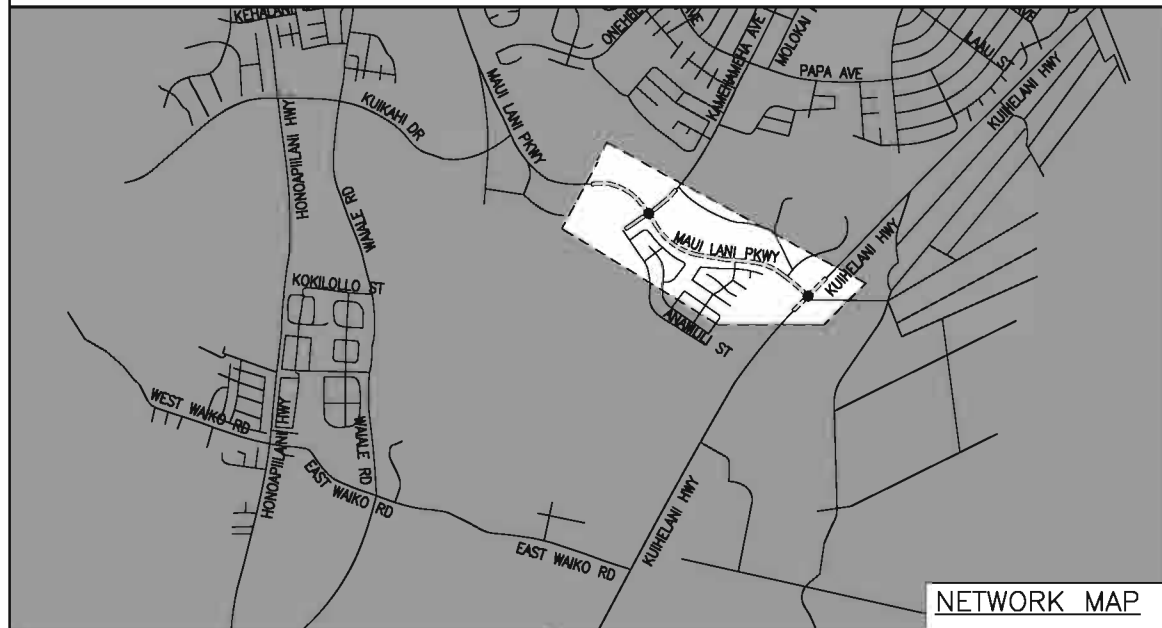 KEHALANI
ONEHEE
AVE
KAMEHAMEHA AVE
MOLOKAI
AVE
LAAU ST
KUIHELANI HWY
PAPA AVE
MAUI LANI PKWY
KUIKAHI DR
HONOAPIILANI HWY
WAIALE RD
MAUI LANI PKWY
KUIHELANI HWY
KOKILOLLO ST
ANAMULI ST
WEST WAIKO RD
HONOAPIILAINI HWY
WAIALE RD
EAST WAIKO RD
EAST WAIKO RD
KUIHELANI HWY
NETWORK MAP